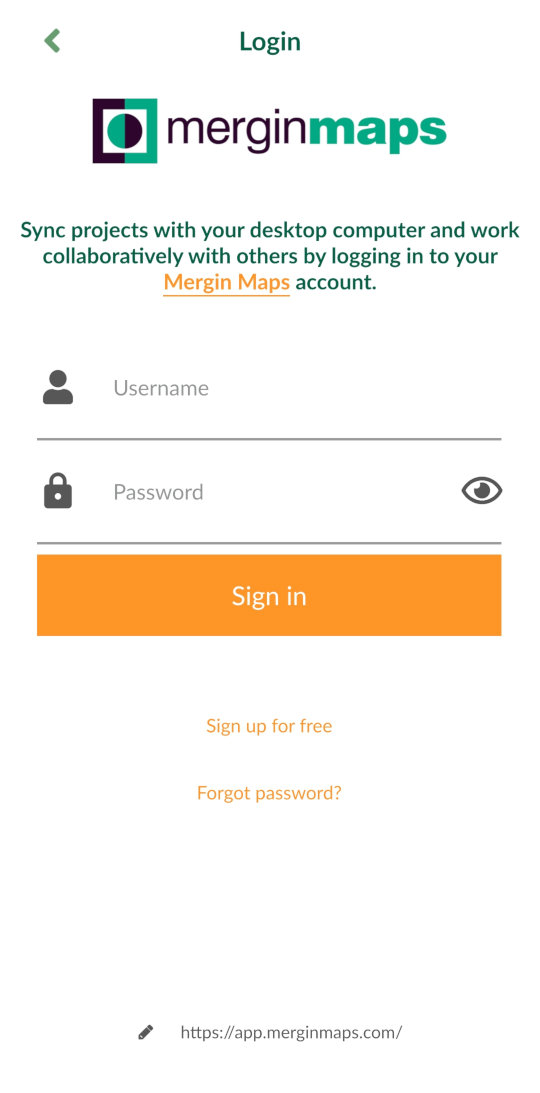 Login
merginmaps
Sync projects with your desktop computer and work
collaboratively with others by logging in to your
Mergin Maps account.
Username
Password
Sign in
Sign up for free
Forgot password?
https://app.merginmaps.com/